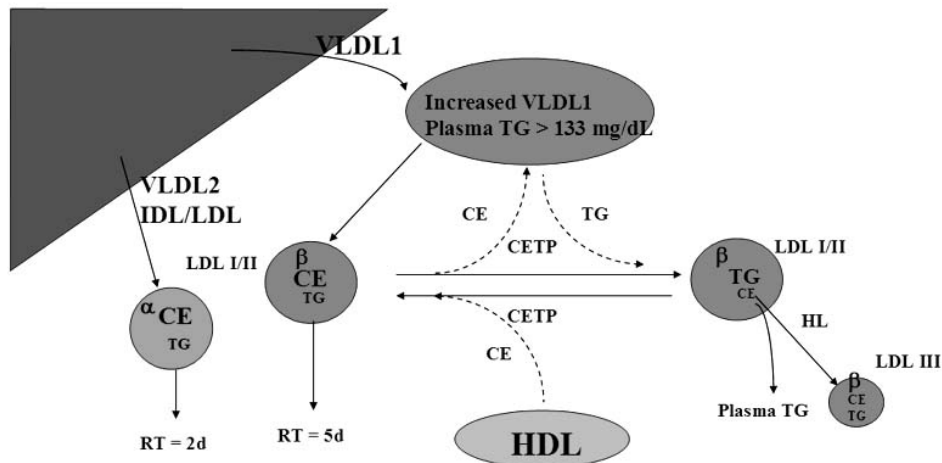 VLDL1
Increased VLDL1
Plasma TG > 133 mg/dL
VLDL2
IDL/LDL
CE
TG
CETP
LDL I/II
β
CE
TG
LDL I/II
β
TG
CE
α CE
TG
CETP
CE
HL
LDL III
β
CE
TG
Plasma TG
RT = 2d
RT = 5d
HDL